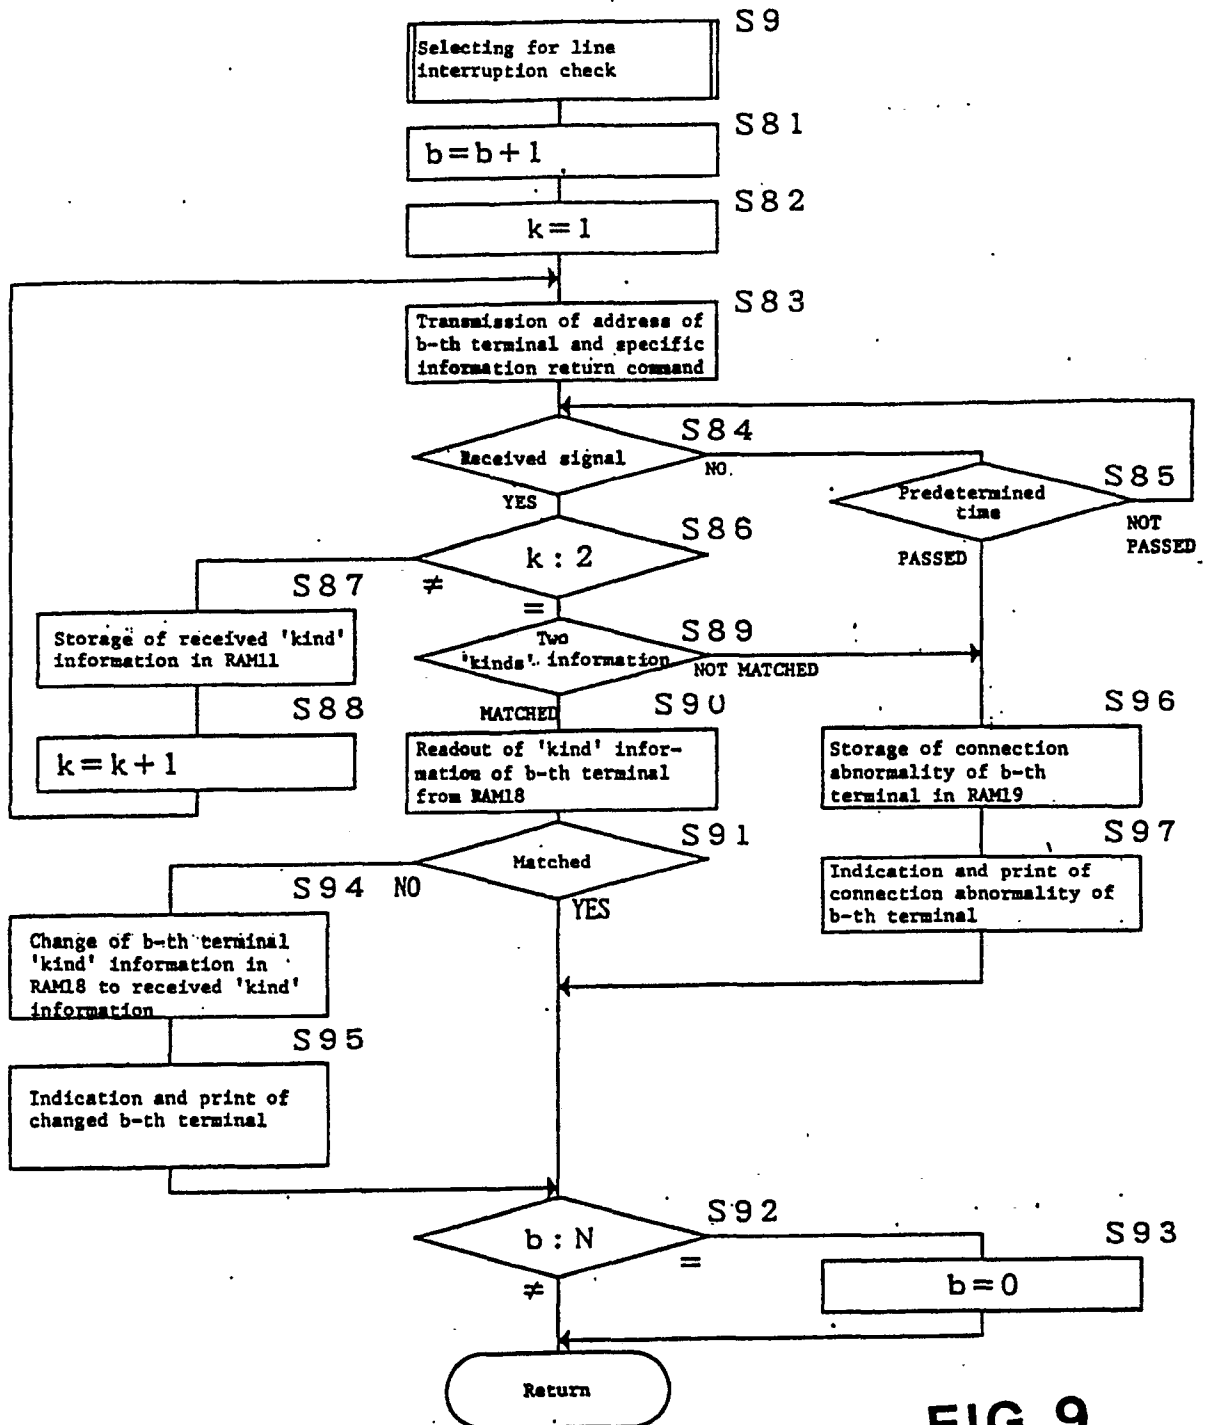 S9
Selecting for line
interruption check
S81
b=b+1
S82
k=1
S83
Transmission of address of
b-th terminal and specific
information return command
S84
Received signal
NO.
YES
S85
Predetermined
time
NOT
PASSED
PASSED
S86
k : 2
≠
=
S87
Storage of received 'kind'
information in RAM11
S88
k=k+1
S89
Two
'kinds' information
NOT MATCHED
MATCHED
S90
Readout of 'kind' infor-
mation of b-th terminal
from RAM18
S96
Storage of connection
abnormality of b-th
terminal in RAM19
S91
Matched
NO
YES
S97
Indication and print of
connection abnormality of
b-th terminal
S94
Change of b-th terminal
'kind' information in
RAM18 to received 'kind'
information
S95
Indication and print of
changed b-th terminal
S92
b : N
=
≠
S93
b=0
Return
FIG. 9